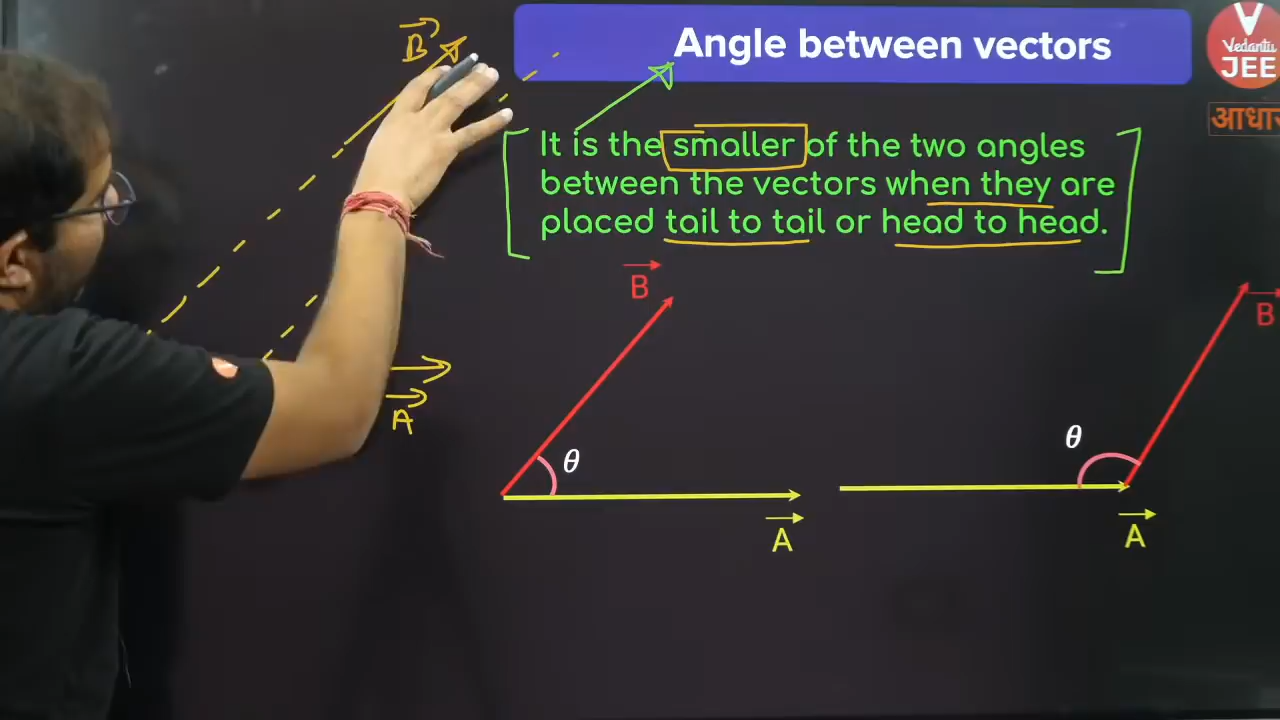 B
Angle between vectors
Vedantu
JEE
It is the smaller of the two angles
between the vectors when they are
placed tail to tail or head to head.
A
B
θ
A
B
θ
A